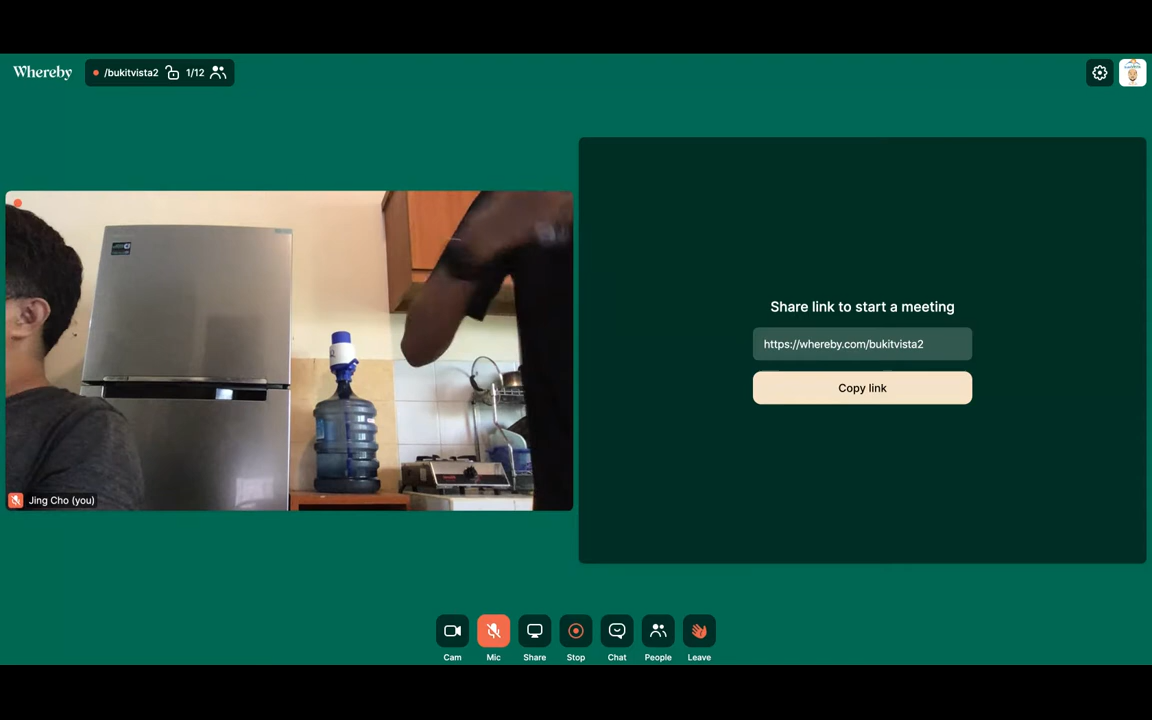 Whereby
/bukitvista2 1/12
Share link to start a meeting
https://whereby.com/bukitvista2
Copy link
Jing Cho (you)
Cam Mic Share Stop Chat People Leave